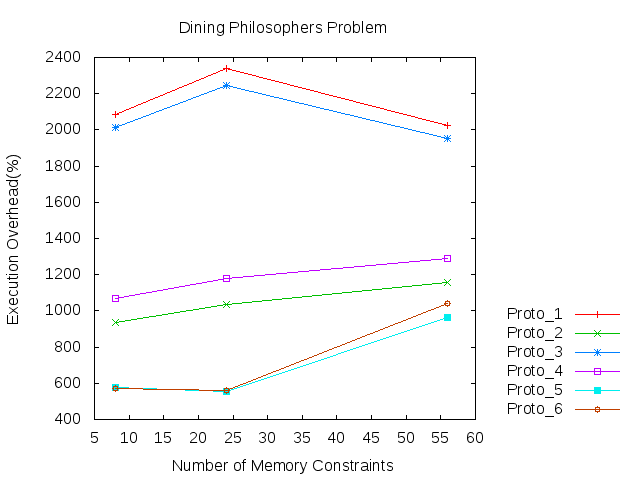 Dining Philosophers Problem
2400
2200
2000
1800
1600
1400
1200
1000
800
600
400
Execution Overhead(%)
5 10 15 20 25 30 35 40 45 50 55 60
Number of Memory Constraints
Proto_1
Proto_2
Proto_3
Proto_4
Proto_5
Proto_6